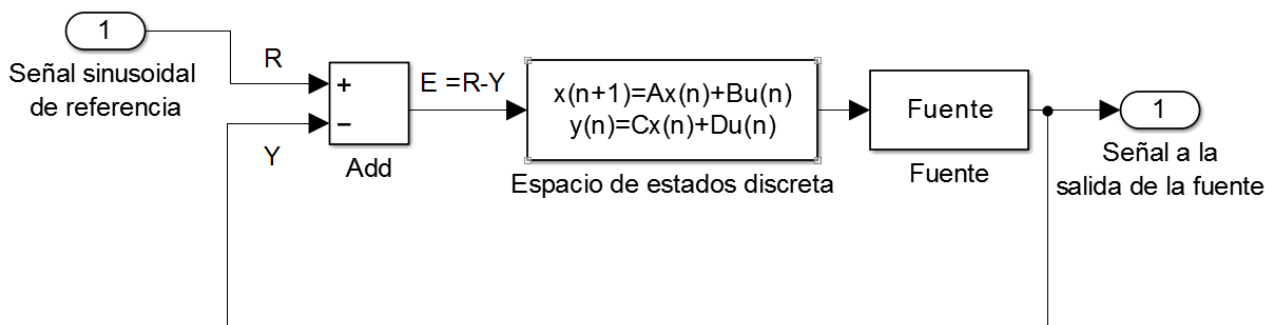 1
Señal sinusoidal
de referencia
R
+
−
Y
Add
E =R-Y
x(n+1)=Ax(n)+Bu(n)
y(n)=Cx(n)+Du(n)
Espacio de estados discreta
Fuente
Fuente
1
Señal a la
salida de la fuente